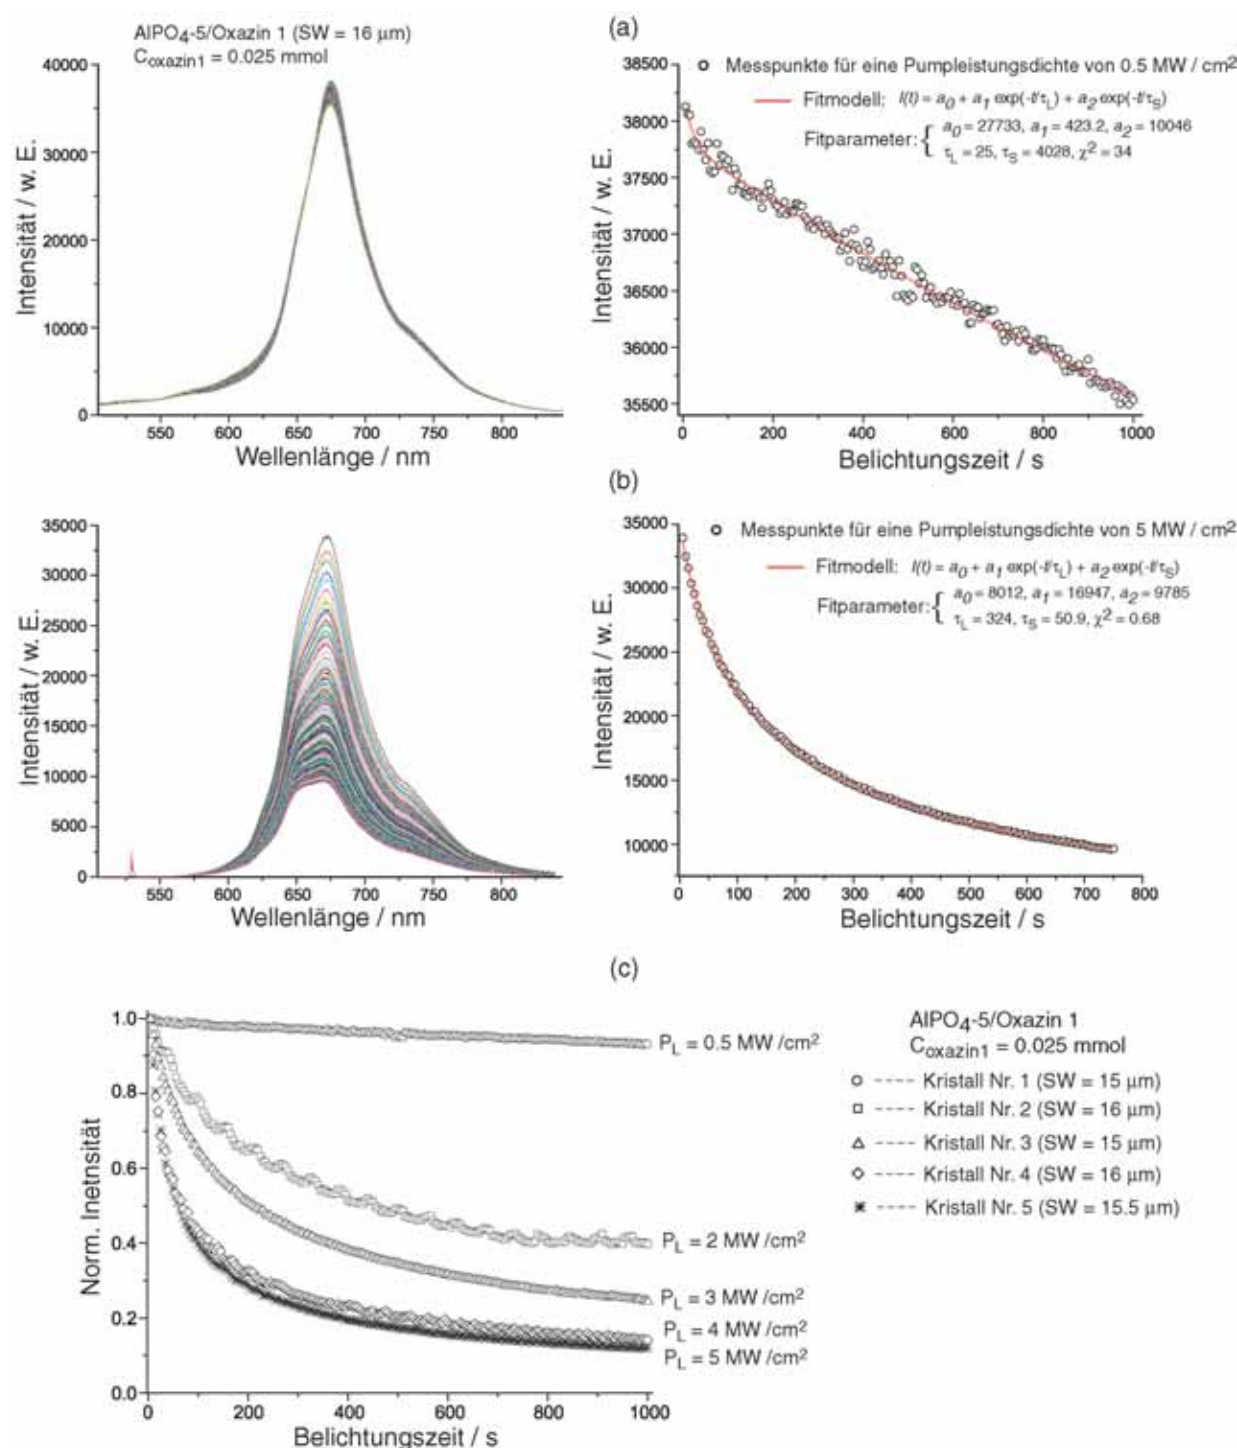 (a)
AlPO4-5/Oxazin 1 (SW = 16 µm)
Coxazin1 = 0.025 mmol
40000
30000
20000
10000
0
550 600 650 700 750 800
Intensität / w. E.
Wellenlänge / nm
38500
38000
37500
37000
36500
36000
35500
0 200 400 600 800 1000
Intensität / w. E.
Belichtungszeit / s
Messpunkte für eine Pumpleistungsdichte von 0.5 MW / cm2
Fitmodell: I(t) = a0 + a1 exp(-t/τL) + a2 exp(-t/τS)
Fitparameter: { a0 = 27733, a1 = 423.2, a2 = 10046
τL = 25, τS = 4028, χ2 = 34
(b)
35000
30000
25000
20000
15000
10000
5000
0
550 600 650 700 750 800
Intensität / w. E.
Wellenlänge / nm
35000
30000
25000
20000
15000
10000
0 100 200 300 400 500 600 700 800
Intensität / w. E.
Belichtungszeit / s
Messpunkte für eine Pumpleistungsdichte von 5 MW / cm2
Fitmodell: I(t) = a0 + a1 exp(-t/τL) + a2 exp(-t/τS)
Fitparameter: { a0 = 8012, a1 = 16947, a2 = 9785
τL = 324, τS = 50.9, χ2 = 0.68
(c)
1.0
0.8
0.6
0.4
0.2
0.0
0 200 400 600 800 1000
Norm. Inetnsität
Belichtungszeit / s
PL = 0.5 MW /cm2
PL = 2 MW /cm2
PL = 3 MW /cm2
PL = 4 MW /cm2
PL = 5 MW /cm2
AlPO4-5/Oxazin 1
Coxazin1 = 0.025 mmol
Kristall Nr. 1 (SW = 15 µm)
Kristall Nr. 2 (SW = 16 µm)
Kristall Nr. 3 (SW = 15 µm)
Kristall Nr. 4 (SW = 16 µm)
Kristall Nr. 5 (SW = 15.5 µm)